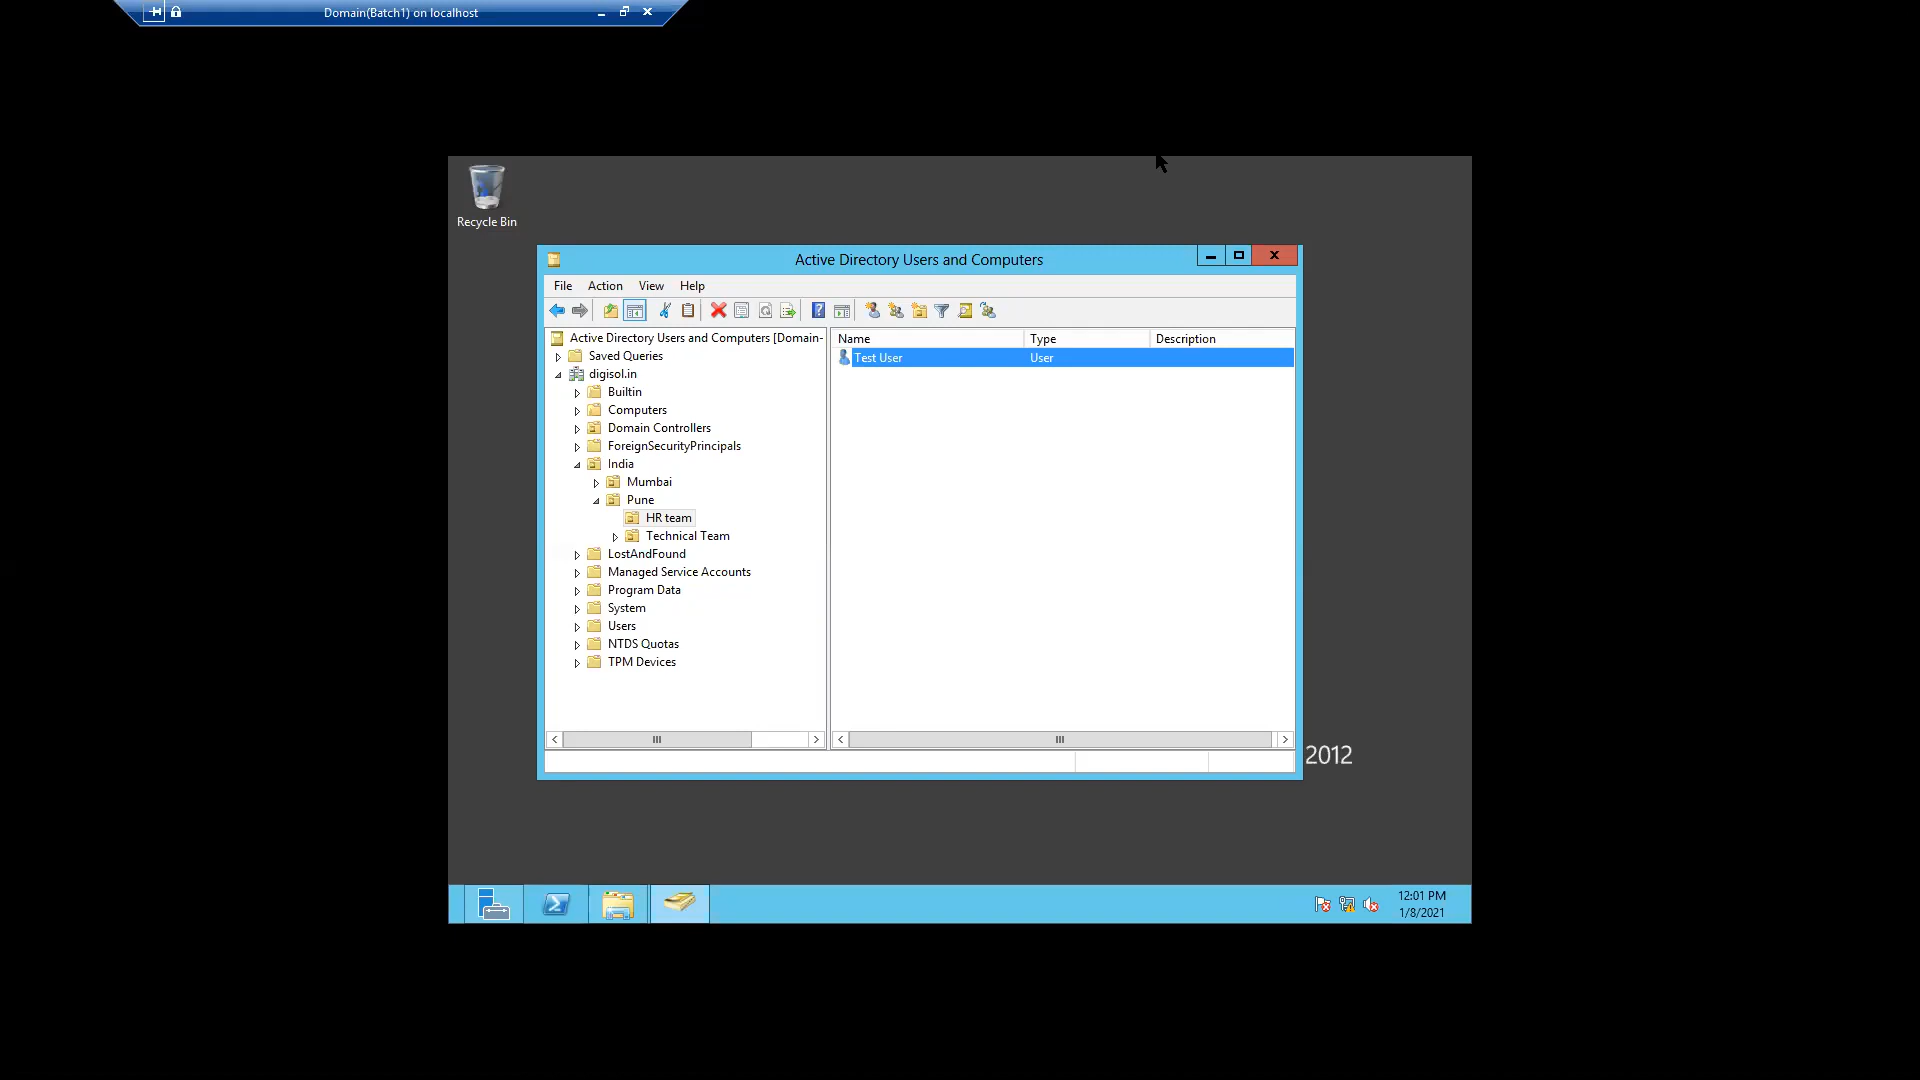 Domain(Batch1) on localhost
Recycle Bin
Active Directory Users and Computers
File Action View Help
Active Directory Users and Computers [Domain-
Name Type Description
Saved Queries
Test User User
digisol.in
Builtin
Computers
Domain Controllers
ForeignSecurityPrincipals
India
Mumbai
Pune
HR team
Technical Team
LostAndFound
Managed Service Accounts
Program Data
System
Users
NTDS Quotas
TPM Devices
2012
12:01 PM
1/8/2021